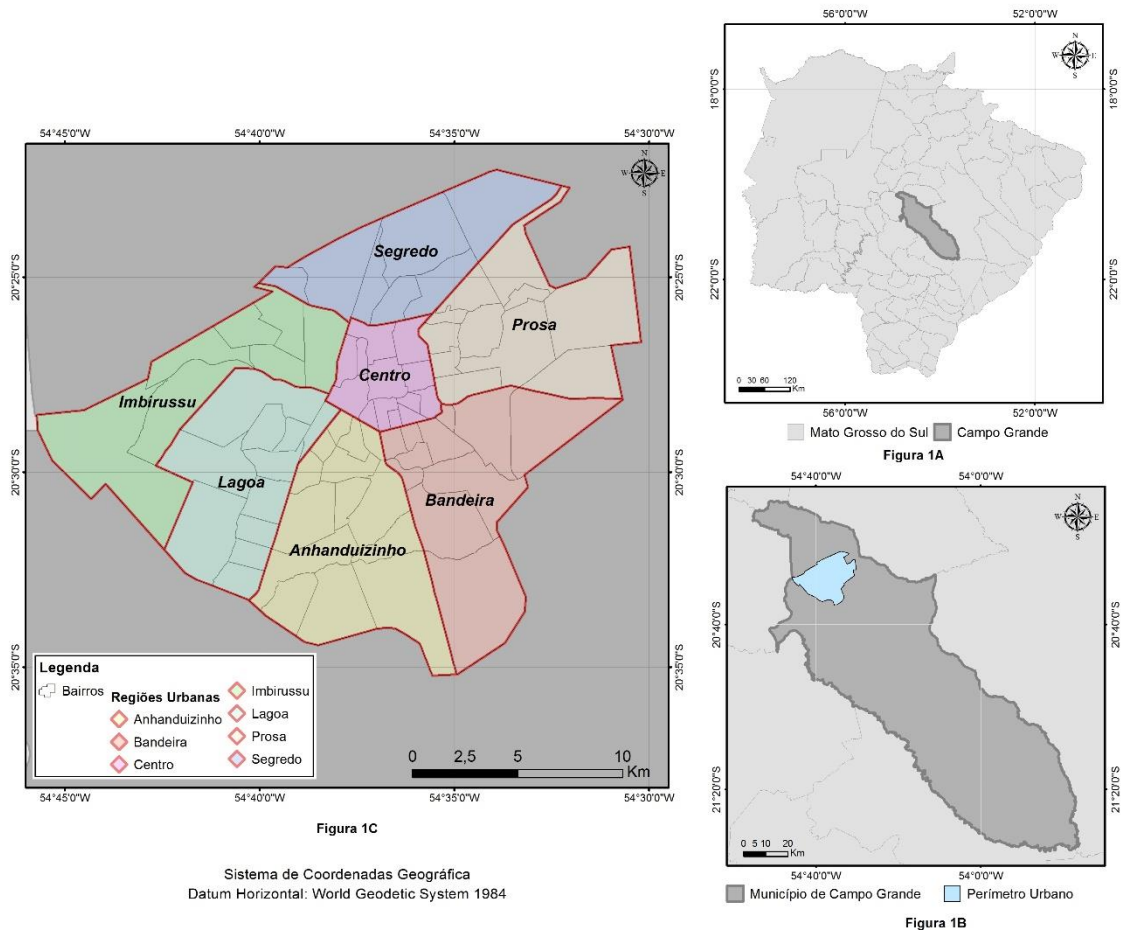 54°45'0"W 54°40'0"W 54°35'0"W 54°30'0"W
N
W E
S
20°25'0"S 20°25'0"S
20°30'0"S 20°30'0"S
20°35'0"S 20°35'0"S
Segredo
Prosa
Centro
Imbirussu
Lagoa
Bandeira
Anhanduizinho
Legenda
Bairros
Regiões Urbanas
Anhanduizinho
Bandeira
Centro
Imbirussu
Lagoa
Prosa
Segredo
0 2,5 5 10
Km
54°45'0"W 54°40'0"W 54°35'0"W 54°30'0"W
Figura 1C
Sistema de Coordenadas Geográfica
Datum Horizontal: World Geodetic System 1984
56°0'0"W 52°0'0"W
N
W E
S
18°0'0"S 18°0'0"S
22°0'0"S 22°0'0"S
0 30 60 120
Km
56°0'0"W 52°0'0"W
Mato Grosso do Sul Campo Grande
Figura 1A
54°40'0"W 54°0'0"W
N
W E
S
20°40'0"S 20°40'0"S
21°20'0"S 21°20'0"S
0 5 10 20
Km
54°40'0"W 54°0'0"W
Município de Campo Grande Perímetro Urbano
Figura 1B